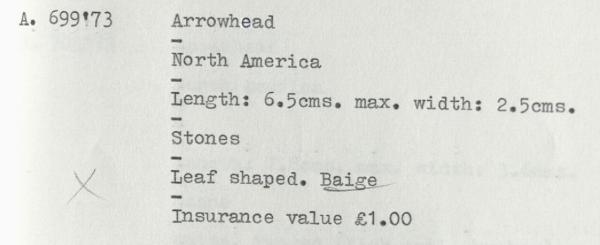 A. 699'73 Arrowhead
North America
Length: 6.5cms. max. width: 2.5cms.
Stones
Leaf shaped. Baige
Insurance value £1.00